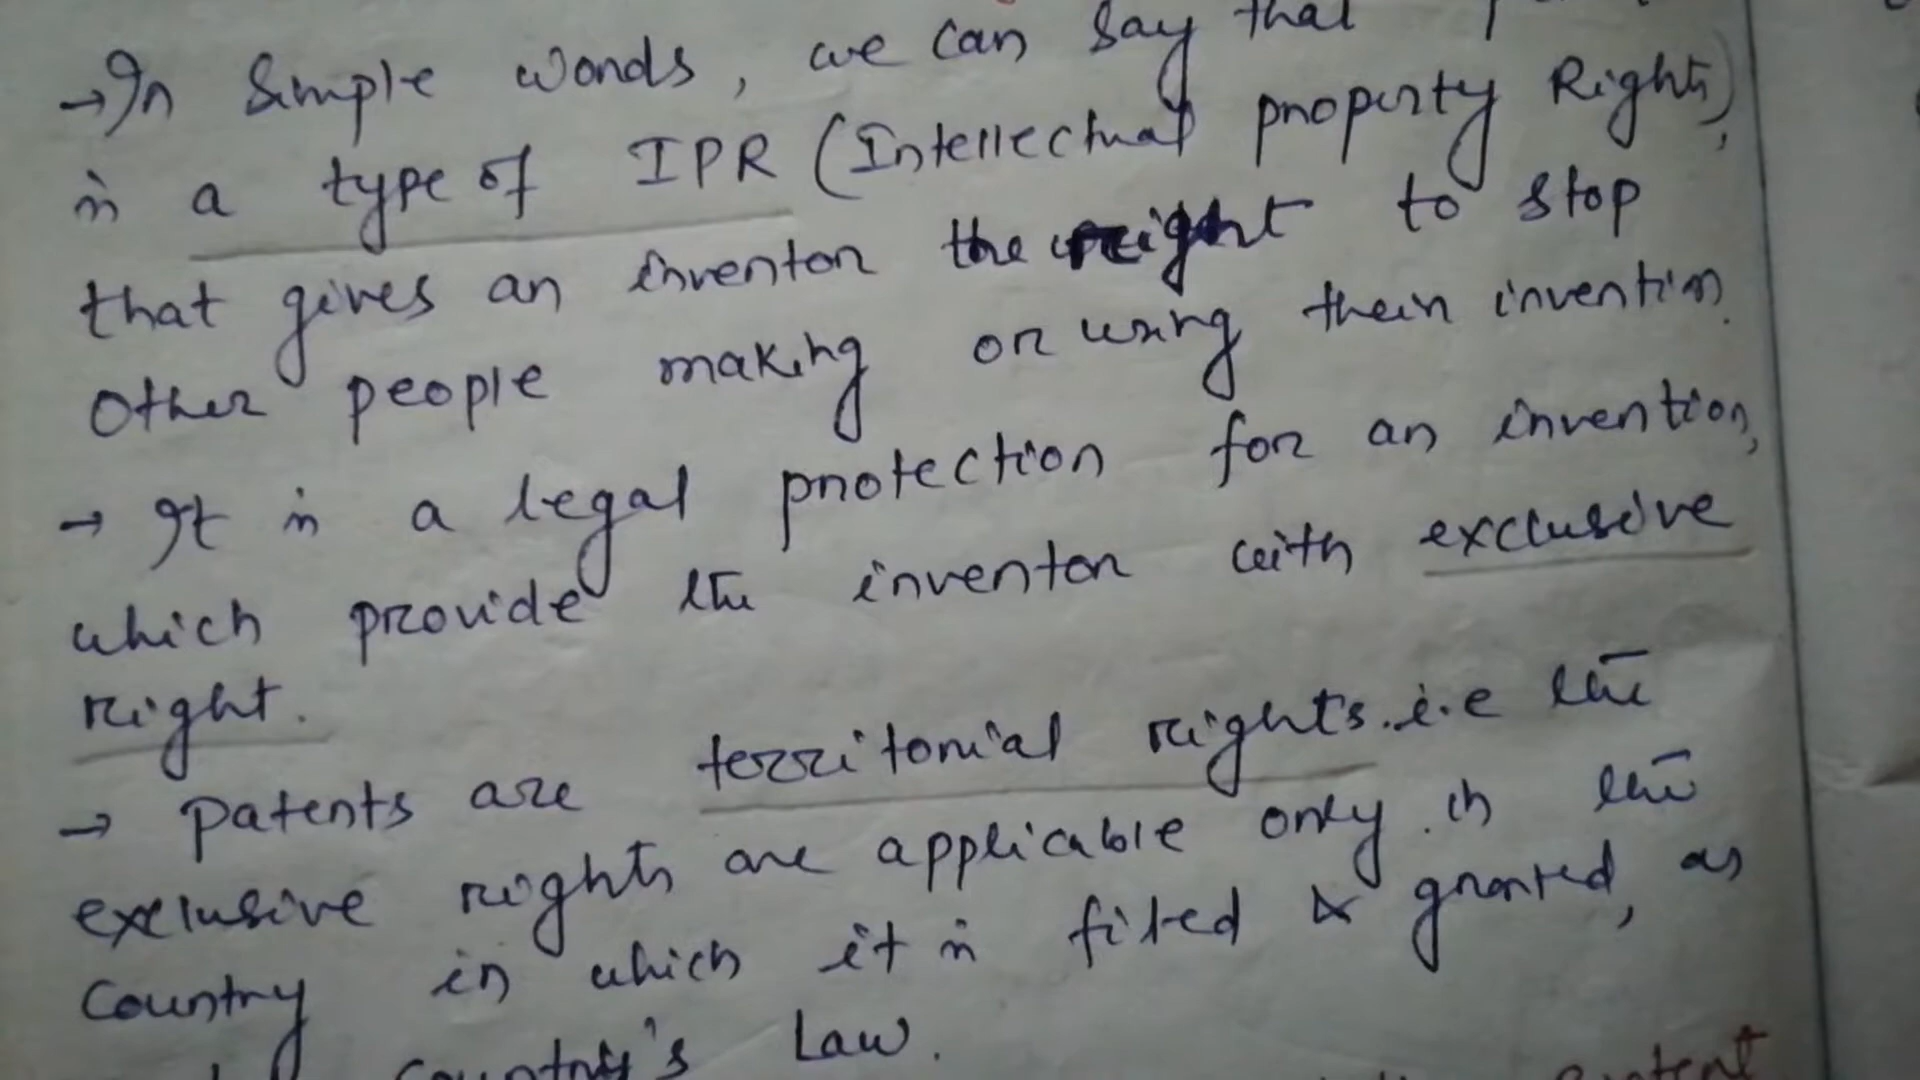 → In Simple words, we can say that
is a type of IPR (Intellectual property Rights),
that gives an inventor the right to stop
Other people making or using their invention.
→ It is a legal protection for an invention,
which provide the inventor with exclusive
right.
→ Patents are territorial rights. i.e the
exclusive rights are applicable only in the
Country in which it is filed & granted, as
country's Law.